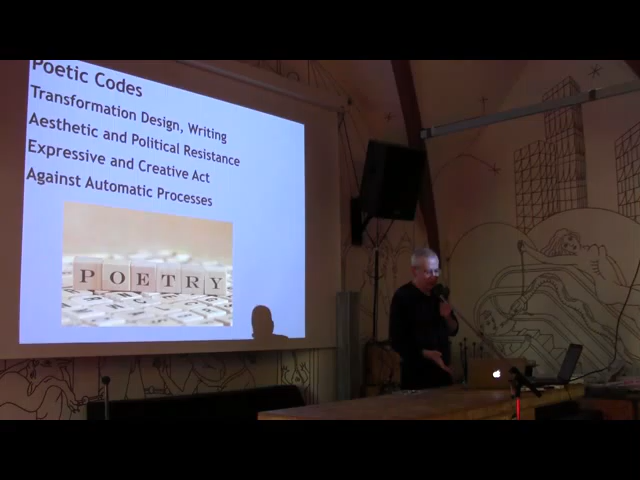 Poetic Codes
Transformation Design, Writing
Aesthetic and Political Resistance
Expressive and Creative Act
Against Automatic Processes
POETRY